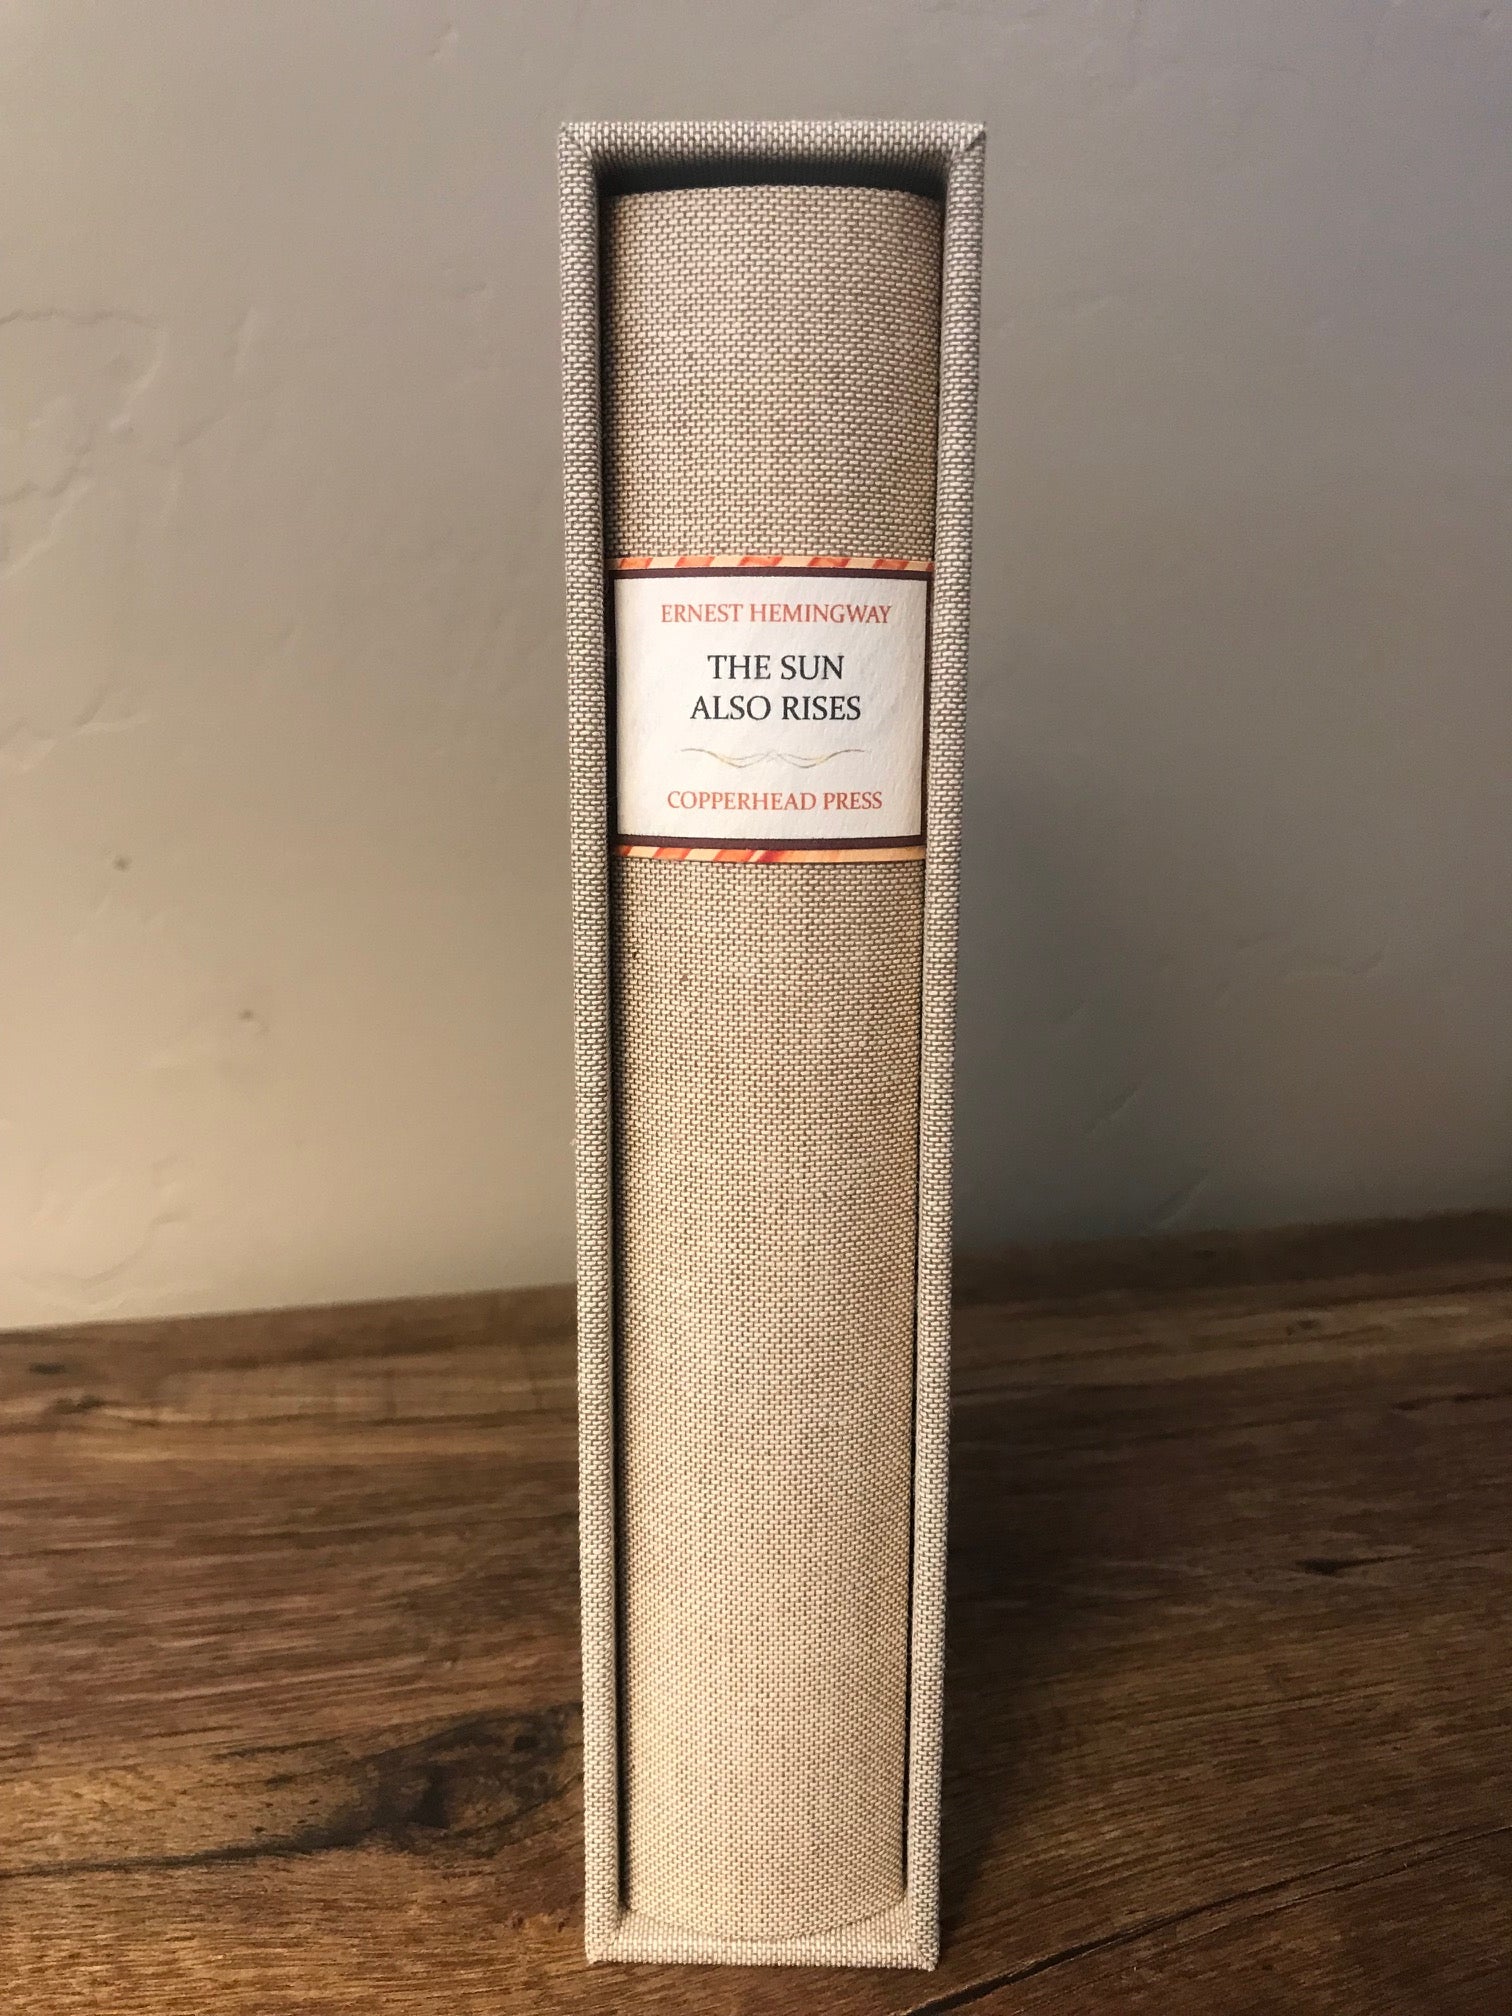 ERNEST HEMINGWAY
THE SUN
ALSO RISES
COPPERHEAD PRESS